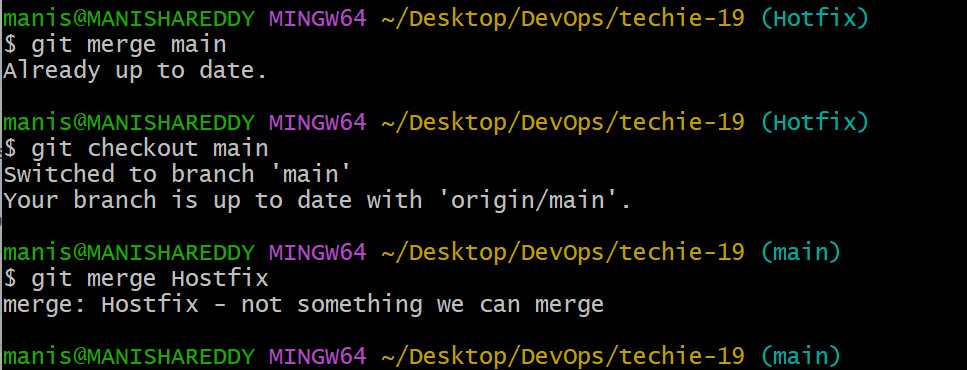 manis@MANISHAREDDY MINGW64 ~/Desktop/DevOps/techie-19 (Hotfix)
$ git merge main
Already up to date.
manis@MANISHAREDDY MINGW64 ~/Desktop/DevOps/techie-19 (Hotfix)
$ git checkout main
Switched to branch 'main'
Your branch is up to date with 'origin/main'.
manis@MANISHAREDDY MINGW64 ~/Desktop/DevOps/techie-19 (main)
$ git merge Hostfix
merge: Hostfix - not something we can merge
manis@MANISHAREDDY MINGW64 ~/Desktop/DevOps/techie-19 (main)